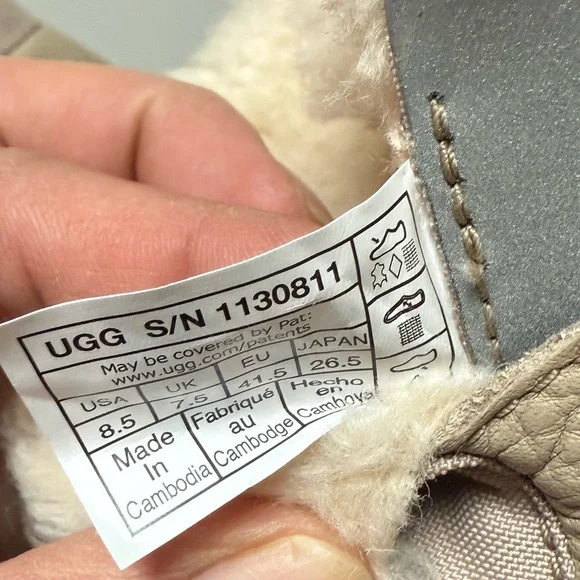 UGG S/N 1130811
May be covered by Pat:
www.ugg.com/patents
USA UK EU JAPAN
8.5 7.5 41.5 26.5
Made In Cambodia
Fabriqué au Cambodge
Hecho en Camboya